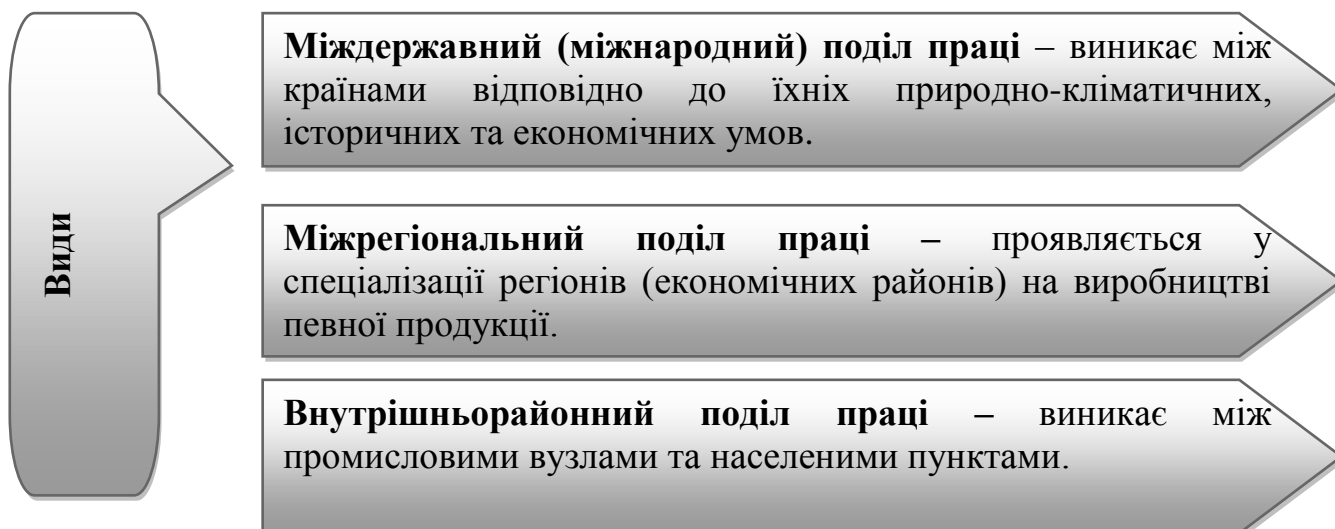 Види
Міждержавний (міжнародний) поділ праці – виникає між
країнами відповідно до їхніх природно-кліматичних,
історичних та економічних умов.
Міжрегіональний поділ праці – проявляється у
спеціалізації регіонів (економічних районів) на виробництві
певної продукції.
Внутрішньорайонний поділ праці – виникає між
промисловими вузлами та населеними пунктами.